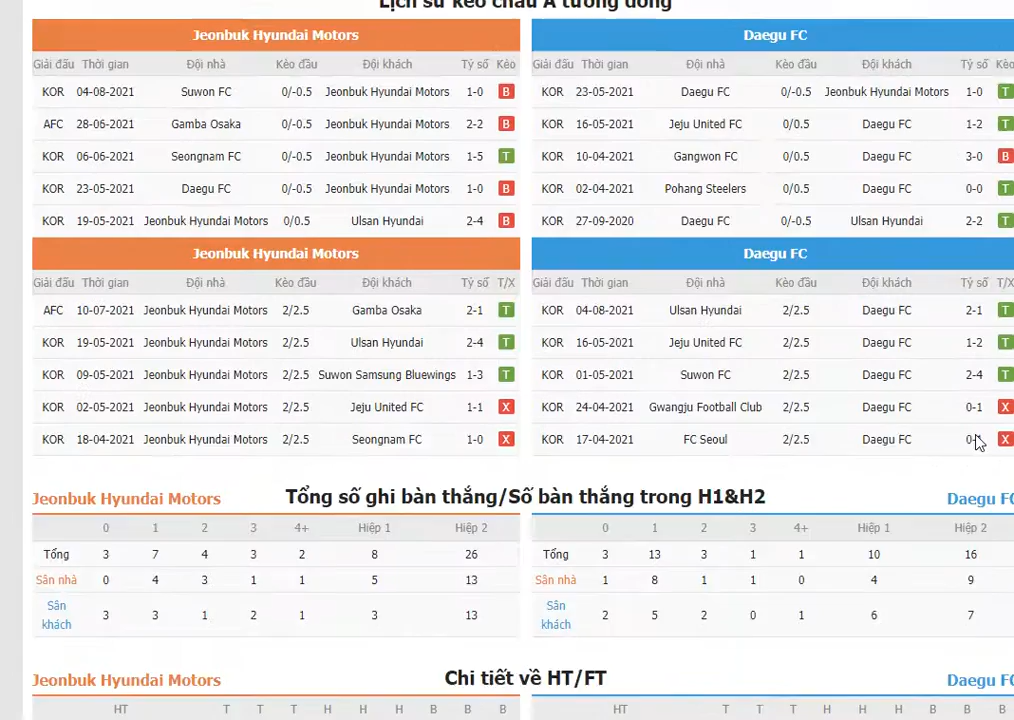 Lịch sử kèo châu Á tương đồng
Jeonbuk Hyundai Motors
Giải đấu Thời gian Đội nhà Kèo đầu Đội khách Tỷ số Kèo
KOR 04-08-2021 Suwon FC 0/-0.5 Jeonbuk Hyundai Motors 1-0 B
AFC 28-06-2021 Gamba Osaka 0/-0.5 Jeonbuk Hyundai Motors 2-2 B
KOR 06-06-2021 Seongnam FC 0/-0.5 Jeonbuk Hyundai Motors 1-5 T
KOR 23-05-2021 Daegu FC 0/-0.5 Jeonbuk Hyundai Motors 1-0 B
KOR 19-05-2021 Jeonbuk Hyundai Motors 0/0.5 Ulsan Hyundai 2-4 B
Daegu FC
Giải đấu Thời gian Đội nhà Kèo đầu Đội khách Tỷ số Kèo
KOR 23-05-2021 Daegu FC 0/-0.5 Jeonbuk Hyundai Motors 1-0 T
KOR 16-05-2021 Jeju United FC 0/0.5 Daegu FC 1-2 T
KOR 10-04-2021 Gangwon FC 0/0.5 Daegu FC 3-0 B
KOR 02-04-2021 Pohang Steelers 0/0.5 Daegu FC 0-0 T
KOR 27-09-2020 Daegu FC 0/-0.5 Ulsan Hyundai 2-2 T
Jeonbuk Hyundai Motors
Giải đấu Thời gian Đội nhà Kèo đầu Đội khách Tỷ số T/X
AFC 10-07-2021 Jeonbuk Hyundai Motors 2/2.5 Gamba Osaka 2-1 T
KOR 19-05-2021 Jeonbuk Hyundai Motors 2/2.5 Ulsan Hyundai 2-4 T
KOR 09-05-2021 Jeonbuk Hyundai Motors 2/2.5 Suwon Samsung Bluewings 1-3 T
KOR 02-05-2021 Jeonbuk Hyundai Motors 2/2.5 Jeju United FC 1-1 X
KOR 18-04-2021 Jeonbuk Hyundai Motors 2/2.5 Seongnam FC 1-0 X
Daegu FC
Giải đấu Thời gian Đội nhà Kèo đầu Đội khách Tỷ số T/X
KOR 04-08-2021 Ulsan Hyundai 2/2.5 Daegu FC 2-1 T
KOR 16-05-2021 Jeju United FC 2/2.5 Daegu FC 1-2 T
KOR 01-05-2021 Suwon FC 2/2.5 Daegu FC 2-4 T
KOR 24-04-2021 Gwangju Football Club 2/2.5 Daegu FC 0-1 X
KOR 17-04-2021 FC Seoul 2/2.5 Daegu FC X
Tổng số ghi bàn thắng/Số bàn thắng trong H1&H2
Jeonbuk Hyundai Motors
0 1 2 3 4+ Hiệp 1 Hiệp 2
Tổng 3 7 4 3 2 8 26
Sân nhà 0 4 3 1 1 5 13
Sân khách 3 3 1 2 1 3 13
Daegu FC
0 1 2 3 4+ Hiệp 1 Hiệp 2
Tổng 3 13 3 1 1 10 16
Sân nhà 1 8 1 1 0 4 9
Sân khách 2 5 2 0 1 6 7
Chi tiết về HT/FT
Jeonbuk Hyundai Motors
HT T T T H H H B B B
Daegu FC
HT T T T H H H B B B